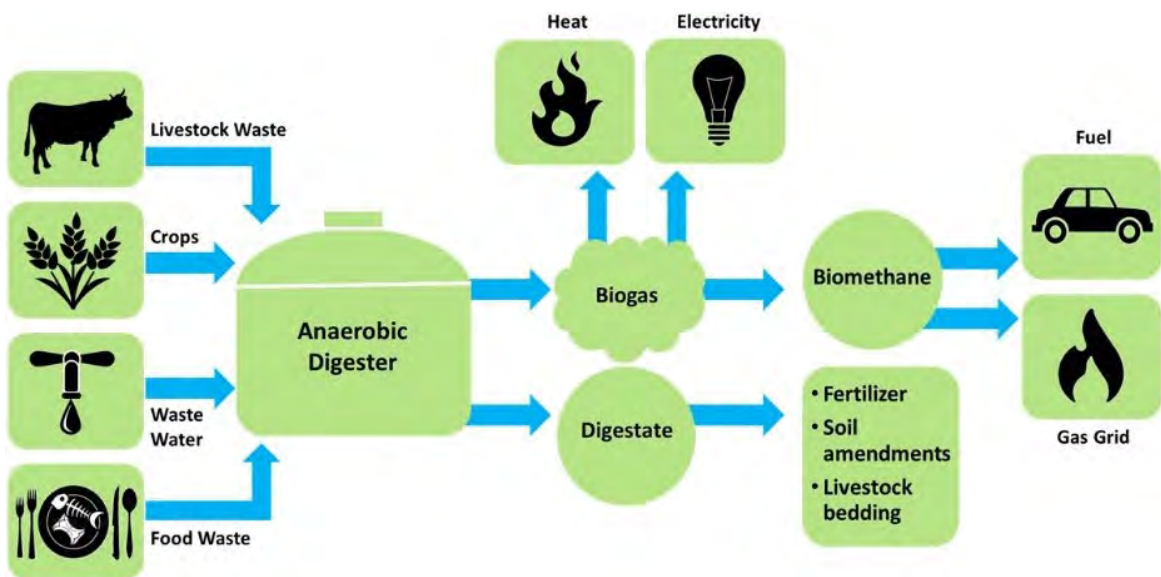 Heat
Electricity
Livestock Waste
Crops
Waste
Water
Food Waste
Anaerobic
Digester
Biogas
Digestate
Biomethane
• Fertilizer
• Soil
amendments
• Livestock
bedding
Fuel
Gas Grid